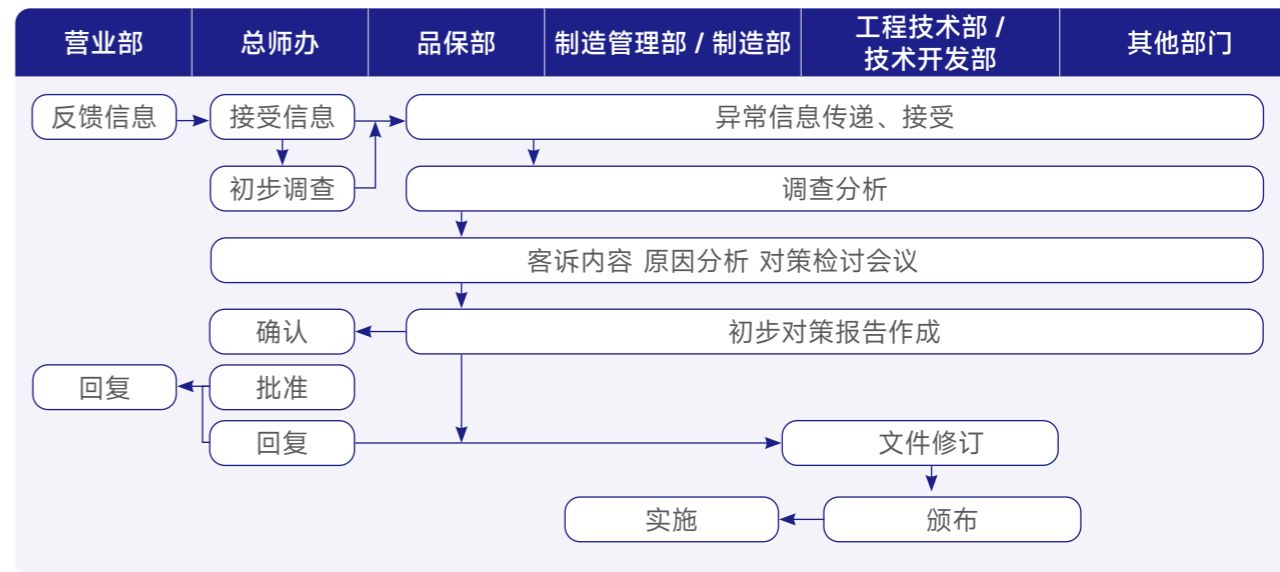 营业部
总师办
品保部
制造管理部 / 制造部
工程技术部 /
技术开发部
其他部门
反馈信息
接受信息
异常信息传递、接受
初步调查
调查分析
客诉内容 原因分析 对策检讨会议
确认
初步对策报告作成
回复
批准
回复
文件修订
实施
颁布